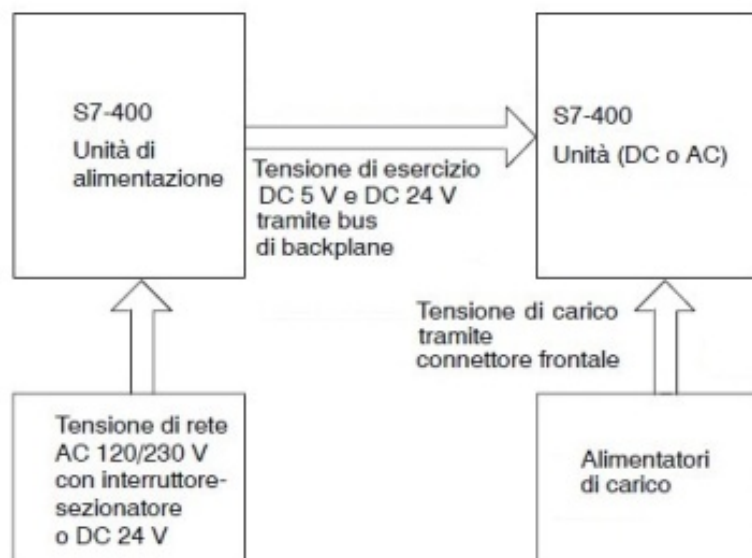 S7-400
Unità di
alimentazione
Tensione di esercizio
DC 5 V e DC 24 V
tramite bus
di backplane
S7-400
Unità (DC o AC)
Tensione di carico
tramite
connettore frontale
Tensione di rete
AC 120/230 V
con interruttore-
sezionatore
o DC 24 V
Alimentatori
di carico